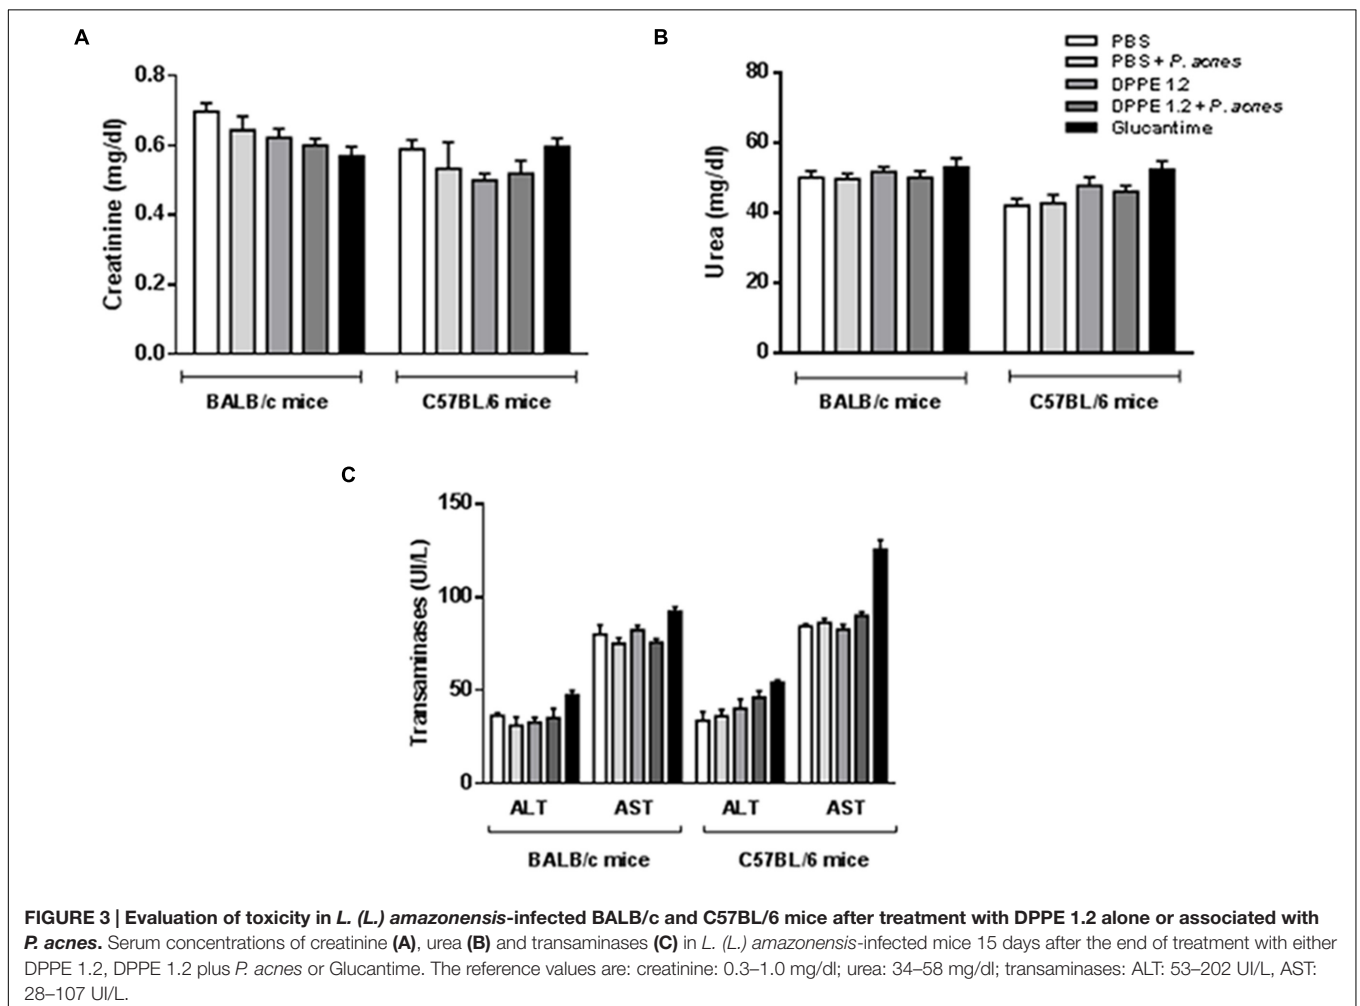 A
0.8
0.6
0.4
0.2
0.0
Creatinine (mg/dl)
BALB/c mice
C57BL/6 mice
B
80
60
40
20
0
Urea (mg/dl)
BALB/c mice
C57BL/6 mice
PBS
PBS + P. acnes
DPPE 1.2
DPPE 1.2 + P. acnes
Glucantime
C
150
100
50
0
Transaminases (UI/L)
ALT
AST
ALT
AST
BALB/c mice
C57BL/6 mice
FIGURE 3 | Evaluation of toxicity in L. (L.) amazonensis-infected BALB/c and C57BL/6 mice after treatment with DPPE 1.2 alone or associated with
P. acnes. Serum concentrations of creatinine (A), urea (B) and transaminases (C) in L. (L.) amazonensis-infected mice 15 days after the end of treatment with either
DPPE 1.2, DPPE 1.2 plus P. acnes or Glucantime. The reference values are: creatinine: 0.3–1.0 mg/dl; urea: 34–58 mg/dl; transaminases: ALT: 53–202 UI/L, AST:
28–107 UI/L.